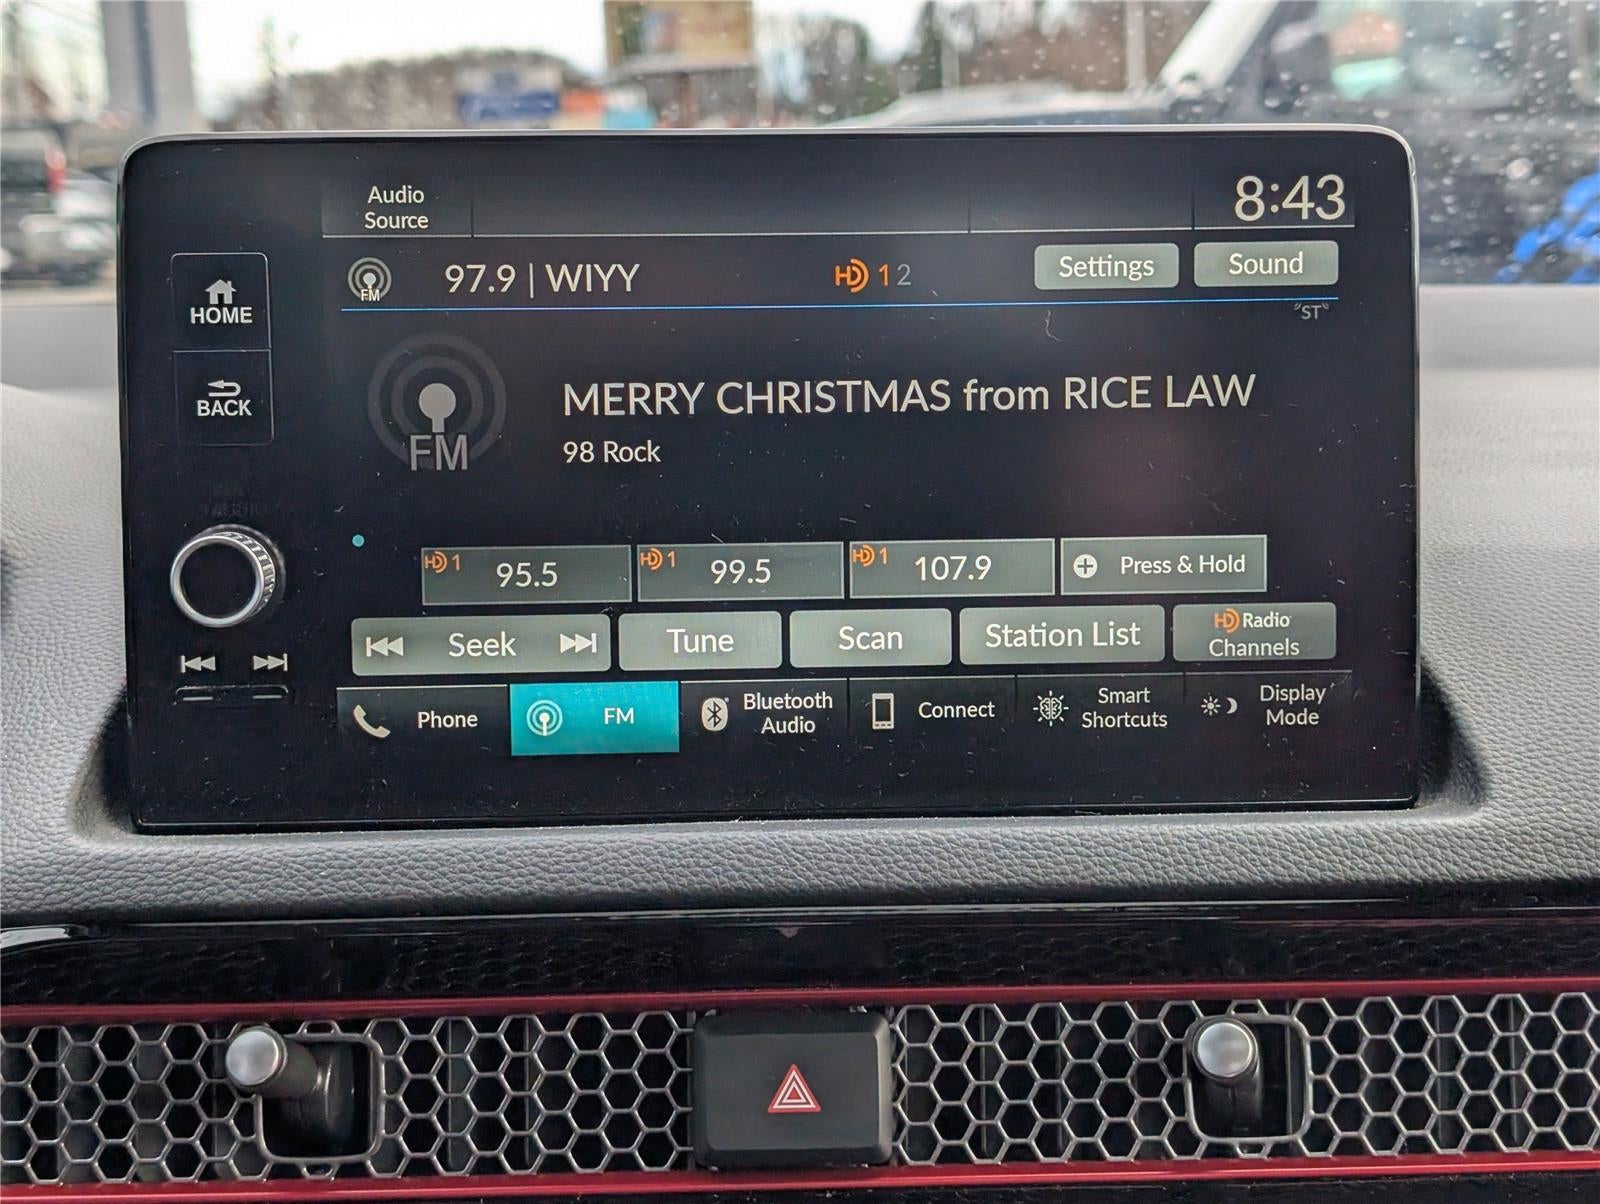 Audio
Source
8:43
HOME
BACK
FM
97.9 | WIYY
HD 1 2
Settings
Sound
"ST"
FM
MERRY CHRISTMAS from RICE LAW
98 Rock
AUDIO
HD 1
95.5
HD 1
99.5
HD 1
107.9
Press & Hold
Seek
Tune
Scan
Station List
HD Radio
Channels
Phone
FM
Bluetooth
Audio
Connect
Smart
Shortcuts
Display
Mode